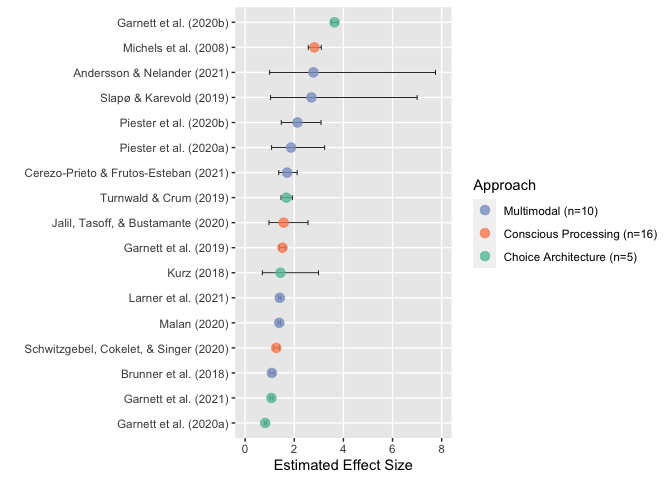 Garnett et al. (2020b)
Michels et al. (2008)
Andersson & Nelander (2021)
Slapø & Karevold (2019)
Piester et al. (2020b)
Piester et al. (2020a)
Cerezo-Prieto & Frutos-Esteban (2021)
Turnwald & Crum (2019)
Jalil, Tasoff, & Bustamante (2020)
Garnett et al. (2019)
Kurz (2018)
Larner et al. (2021)
Malan (2020)
Schwitzgebel, Cokelet, & Singer (2020)
Brunner et al. (2018)
Garnett et al. (2021)
Garnett et al. (2020a)
0 2 4 6 8
Estimated Effect Size
Approach
Multimodal (n=10)
Conscious Processing (n=16)
Choice Architecture (n=5)